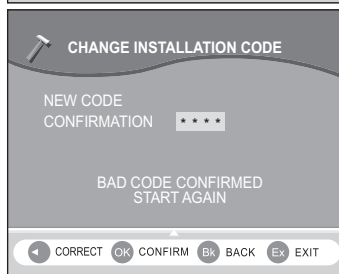 CHANGE INSTALLATION CODE
NEW CODE
CONFIRMATION * * * *
BAD CODE CONFIRMED
START AGAIN
CORRECT OK CONFIRM Bk BACK Ex EXIT